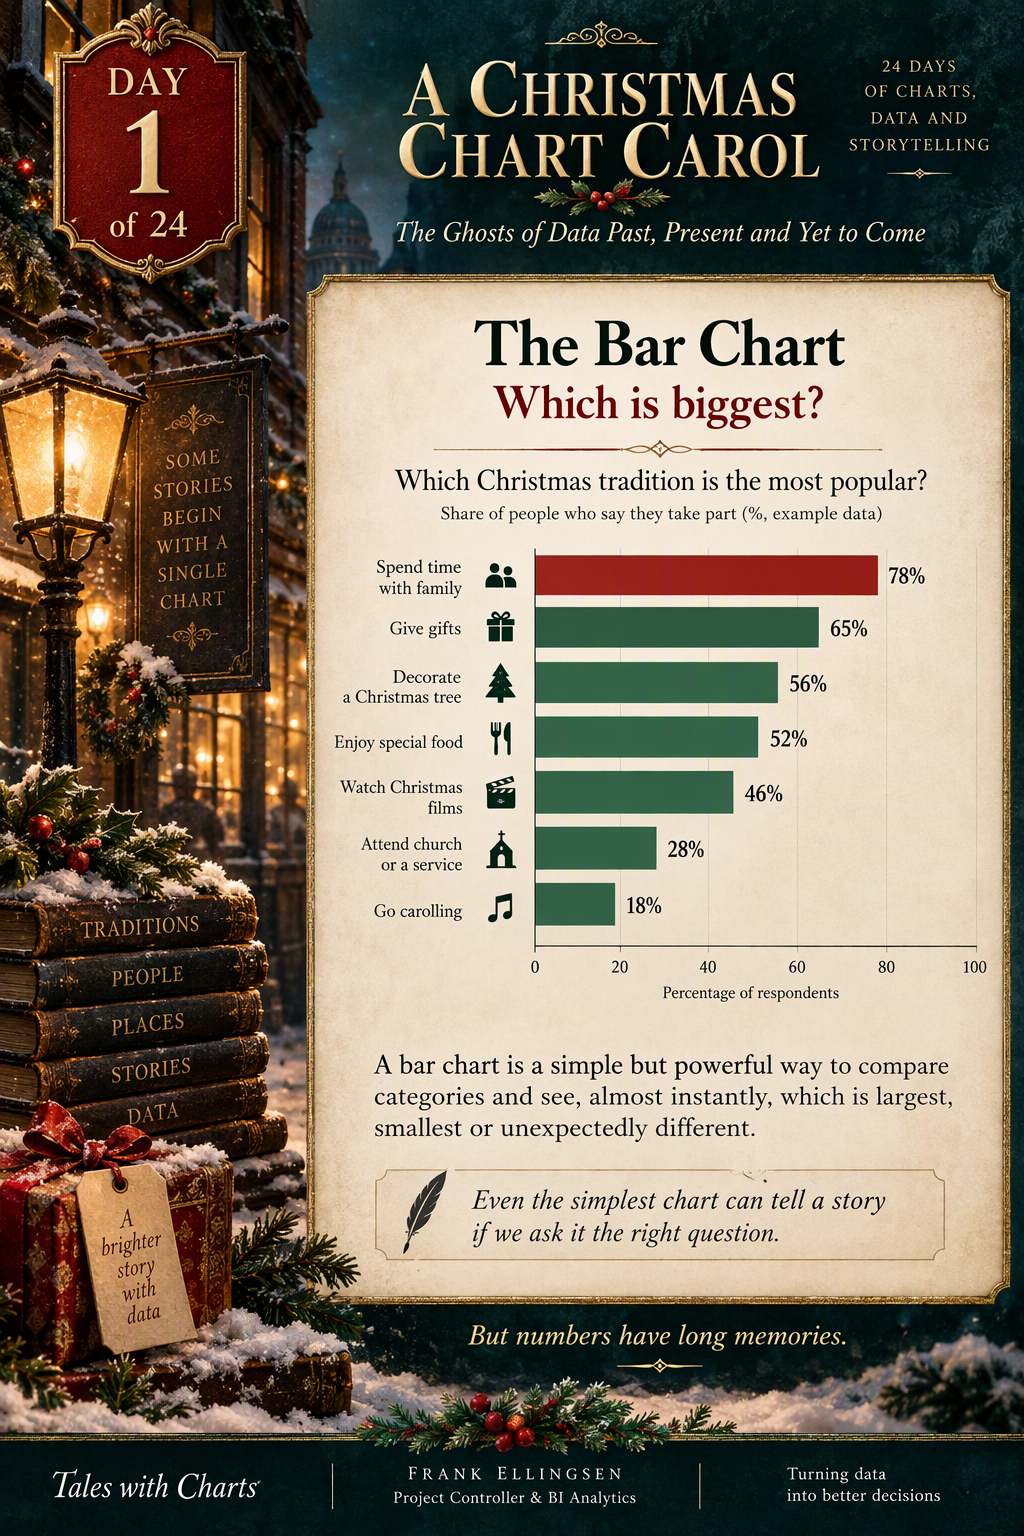 DAY
1
of 24
A CHRISTMAS
CHART CAROL
The Ghosts of Data Past, Present and Yet to Come
24 DAYS
OF CHARTS,
DATA AND
STORYTELLING
SOME
STORIES
BEGIN
WITH A
SINGLE
CHART
The Bar Chart
Which is biggest?
Which Christmas tradition is the most popular?
Share of people who say they take part (%, example data)
Spend time
with family
78%
Give gifts
65%
Decorate
a Christmas tree
56%
Enjoy special food
52%
Watch Christmas
films
46%
Attend church
or a service
28%
Go carolling
18%
0 20 40 60 80 100
Percentage of respondents
A bar chart is a simple but powerful way to compare
categories and see, almost instantly, which is largest,
smallest or unexpectedly different.
Even the simplest chart can tell a story
if we ask it the right question.
TRADITIONS
PEOPLE
PLACES
STORIES
DATA
A
brighter
story
with
data
But numbers have long memories.
Tales with Charts
FRANK ELLINGSEN
Project Controller & BI Analytics
Turning data
into better decisions